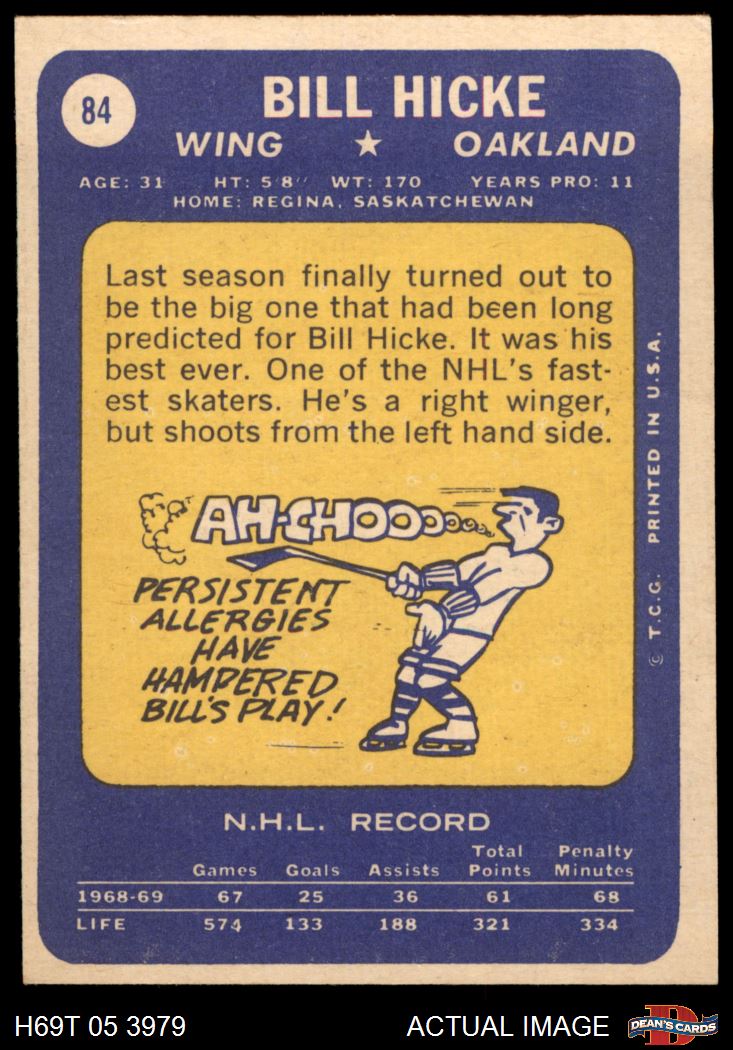 84
BILL HICKE
WING ★ OAKLAND
AGE: 31 HT: 5'8'' WT: 170 YEARS PRO: 11
HOME: REGINA, SASKATCHEWAN
Last season finally turned out to
be the big one that had been long
predicted for Bill Hicke. It was his
best ever. One of the NHL's fast-
est skaters. He's a right winger,
but shoots from the left hand side.
AH-CHOOOOOOOO
PERSISTENT
ALLERGIES
HAVE
HAMPERED
BILL'S PLAY!
© T.C.G. PRINTED IN U.S.A.
N.H.L. RECORD
Total Penalty
Games Goals Assists Points Minutes
1968-69 67 25 36 61 68
LIFE 574 133 188 321 334
H69T 05 3979 ACTUAL IMAGE
DEAN'S CARDS